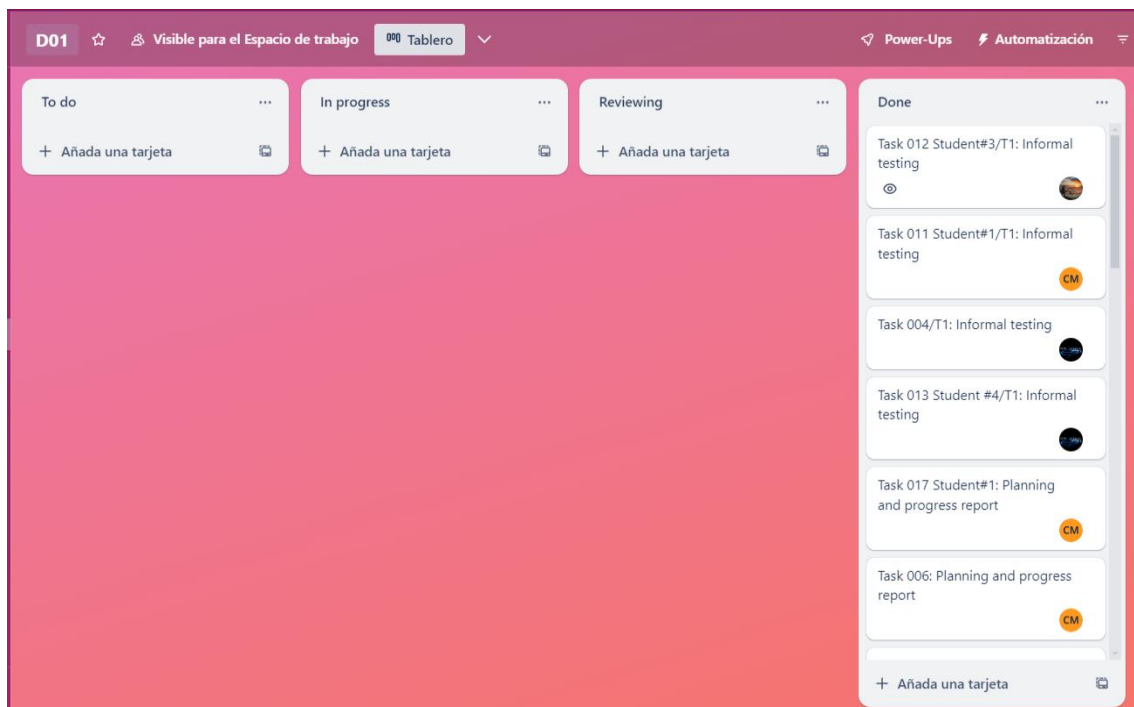 D01
Visible para el Espacio de trabajo
Tablero
Power-Ups
Automatización
To do
Añada una tarjeta
In progress
Añada una tarjeta
Reviewing
Añada una tarjeta
Done
Task 012 Student#3/T1: Informal
testing
Task 011 Student#1/T1: Informal
testing
CM
Task 004/T1: Informal testing
Task 013 Student #4/T1: Informal
testing
Task 017 Student#1: Planning
and progress report
CM
Task 006: Planning and progress
report
CM
Añada una tarjeta